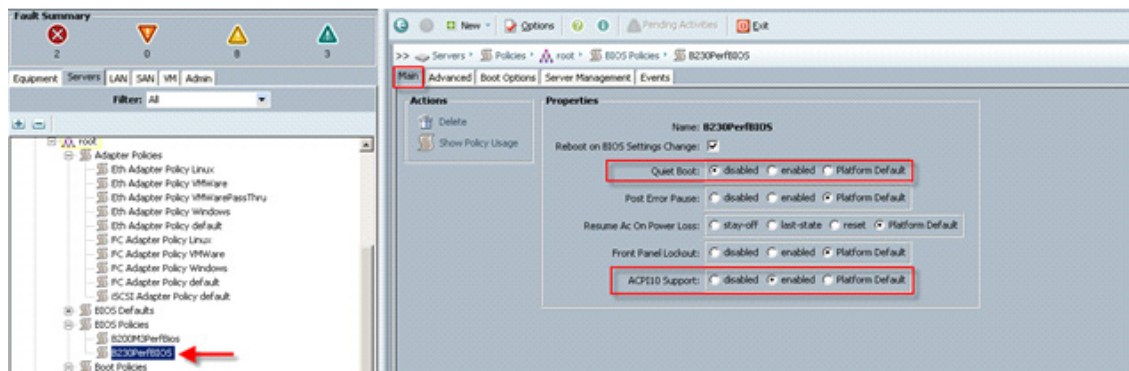 Fault Summary
2 0 8 3
Equipment Servers LAN SAN VM Admin
Filter: All
root
Adapter Policies
Eth Adapter Policy Linux
Eth Adapter Policy VMWare
Eth Adapter Policy VMWarePassThru
Eth Adapter Policy Windows
Eth Adapter Policy default
FC Adapter Policy Linux
FC Adapter Policy VMWare
FC Adapter Policy Windows
FC Adapter Policy default
iSCSI Adapter Policy default
BIOS Defaults
BIOS Policies
B200M3PerfBios
B230PerfBIOS
Boot Policies
New Options Pending Activities Exit
>> Servers Policies root BIOS Policies B230PerfBIOS
Main Advanced Boot Options Server Management Events
Actions
Delete
Show Policy Usage
Properties
Name: B230PerfBIOS
Reboot on BIOS Settings Change:
Quiet Boot: disabled enabled Platform Default
Post Error Pause: disabled enabled Platform Default
Resume Ac On Power Loss: stay-off last-state reset Platform Default
Front Panel Lockout: disabled enabled Platform Default
ACPI10 Support: disabled enabled Platform Default